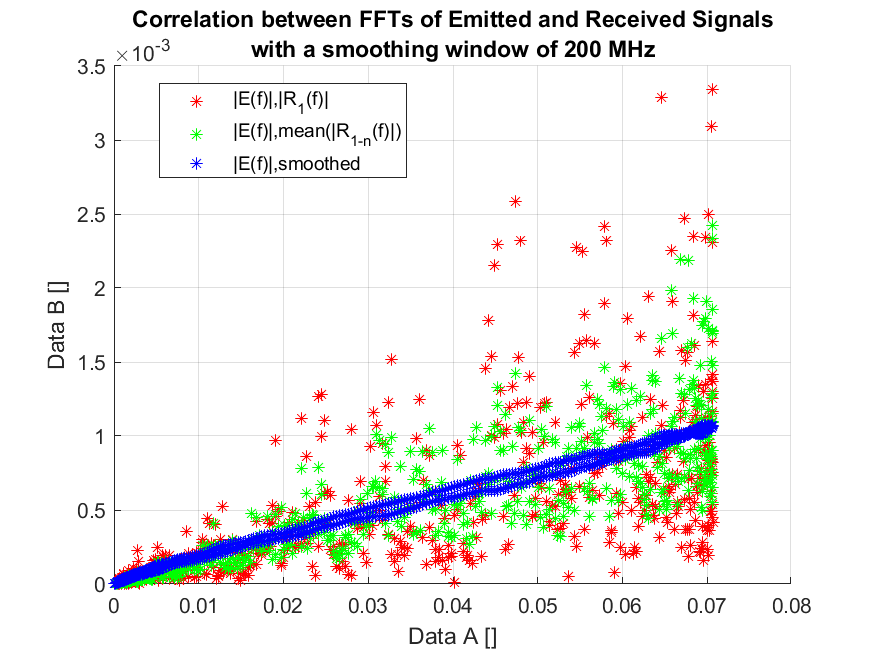 Correlation between FFTs of Emitted and Received Signals
with a smoothing window of 200 MHz
×10⁻³
3.5
3
2.5
2
1.5
1
0.5
0
|E(f)|,|R₁(f)|
|E(f)|,mean(|R₁₋ₙ(f)|)
|E(f)|,smoothed
Data B []
0 0.01 0.02 0.03 0.04 0.05 0.06 0.07 0.08
Data A []